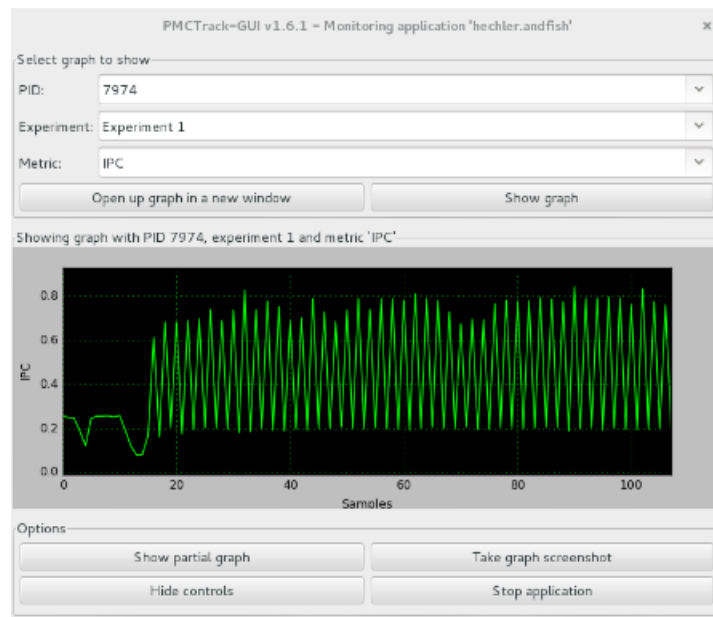 PMCTrack-GUI v1.6.1 - Monitoring application 'hechler.andfish'
×
Select graph to show
PID:
7974
Experiment:
Experiment 1
Metric:
IPC
Open up graph in a new window
Show graph
Showing graph with PID 7974, experiment 1 and metric 'IPC'
0.8
0.6
0.4
0.2
0.0
IPC
0 20 40 60 80 100
Samples
Options
Show partial graph
Take graph screenshot
Hide controls
Stop application